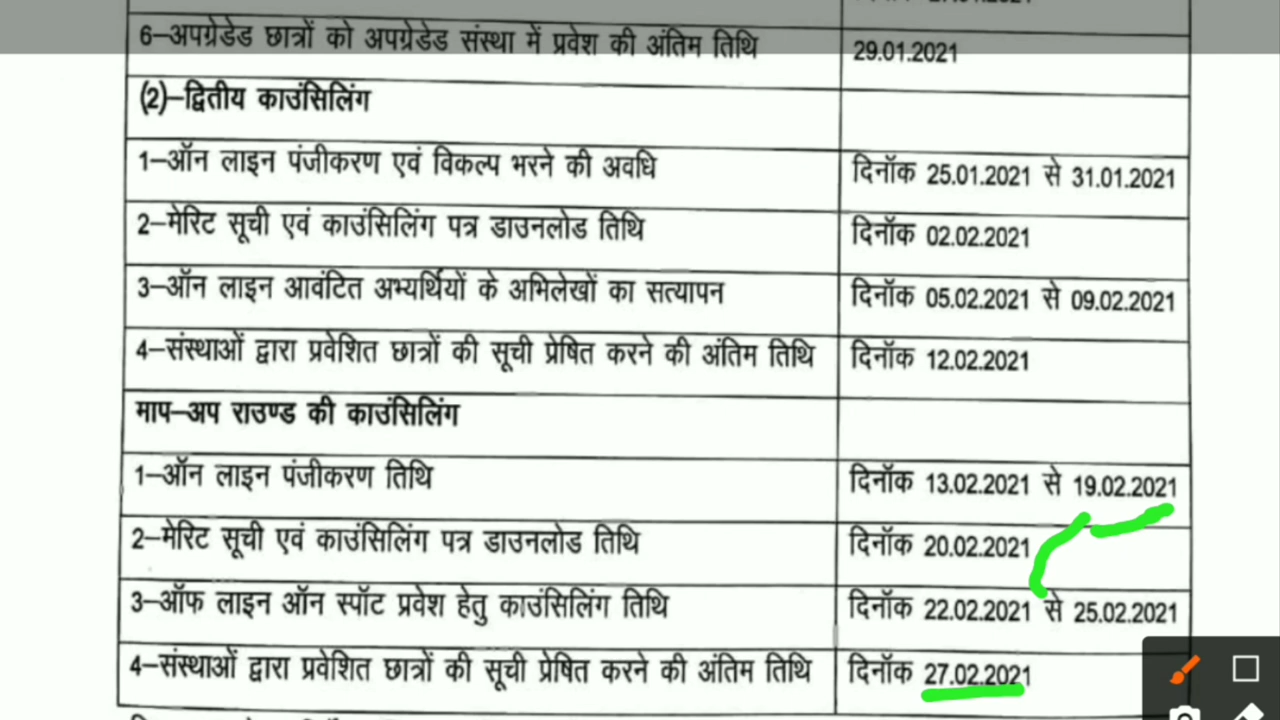 6–अपग्रेडेड छात्रों को अपग्रेडेड संस्था में प्रवेश की अंतिम तिथि 29.01.2021
(2)–द्वितीय काउंसिलिंग
1–ऑन लाइन पंजीकरण एवं विकल्प भरने की अवधि दिनॉक 25.01.2021 से 31.01.2021
2–मेरिट सूची एवं काउंसिलिंग पत्र डाउनलोड तिथि दिनॉक 02.02.2021
3–ऑन लाइन आवंटित अभ्यर्थियों के अभिलेखों का सत्यापन दिनॉक 05.02.2021 से 09.02.2021
4–संस्थाओं द्वारा प्रवेशित छात्रों की सूची प्रेषित करने की अंतिम तिथि दिनॉक 12.02.2021
माप–अप राउण्ड की काउंसिलिंग
1–ऑन लाइन पंजीकरण तिथि दिनॉक 13.02.2021 से 19.02.2021
2–मेरिट सूची एवं काउंसिलिंग पत्र डाउनलोड तिथि दिनॉक 20.02.2021
3–ऑफ लाइन ऑन स्पॉट प्रवेश हेतु काउंसिलिंग तिथि दिनॉक 22.02.2021 से 25.02.2021
4–संस्थाओं द्वारा प्रवेशित छात्रों की सूची प्रेषित करने की अंतिम तिथि दिनॉक 27.02.2021